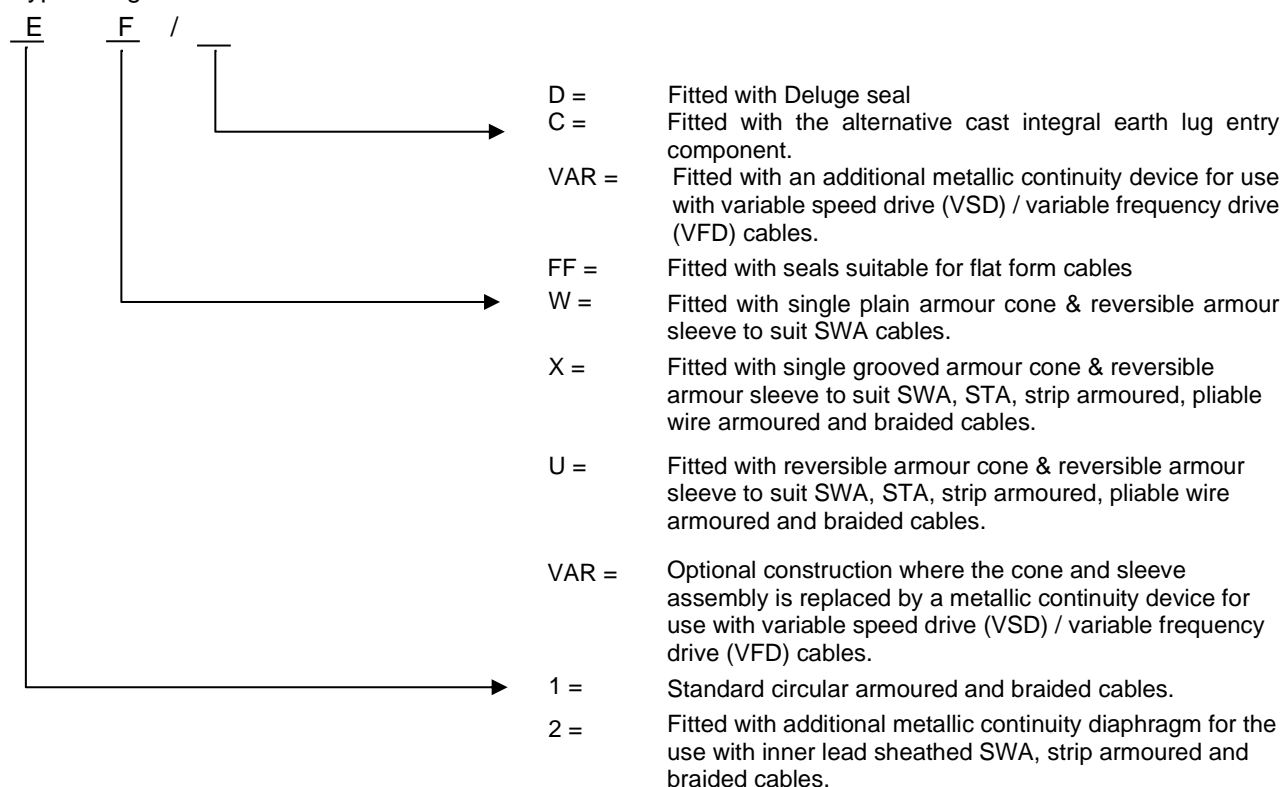 E F /
D = Fitted with Deluge seal
C = Fitted with the alternative cast integral earth lug entry
component.
VAR = Fitted with an additional metallic continuity device for use
with variable speed drive (VSD) / variable frequency drive
(VFD) cables.
FF = Fitted with seals suitable for flat form cables
W = Fitted with single plain armour cone & reversible armour
sleeve to suit SWA cables.
X = Fitted with single grooved armour cone & reversible
armour sleeve to suit SWA, STA, strip armoured, pliable
wire armoured and braided cables.
U = Fitted with reversible armour cone & reversible armour
sleeve to suit SWA, STA, strip armoured, pliable wire
armoured and braided cables.
VAR = Optional construction where the cone and sleeve
assembly is replaced by a metallic continuity device for
use with variable speed drive (VSD) / variable frequency
drive (VFD) cables.
1 = Standard circular armoured and braided cables.
2 = Fitted with additional metallic continuity diaphragm for the
use with inner lead sheathed SWA, strip armoured and
braided cables.